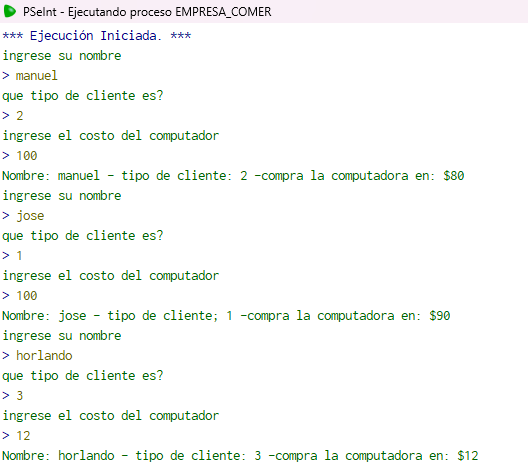 PSeInt - Ejecutando proceso EMPRESA_COMER
*** Ejecución Iniciada. ***
ingrese su nombre
> manuel
que tipo de cliente es?
> 2
ingrese el costo del computador
> 100
Nombre: manuel - tipo de cliente: 2 -compra la computadora en: $80
ingrese su nombre
> jose
que tipo de cliente es?
> 1
ingrese el costo del computador
> 100
Nombre: jose - tipo de cliente; 1 -compra la computadora en: $90
ingrese su nombre
> horlando
que tipo de cliente es?
> 3
ingrese el costo del computador
> 12
Nombre: horlando - tipo de cliente: 3 -compra la computadora en: $12